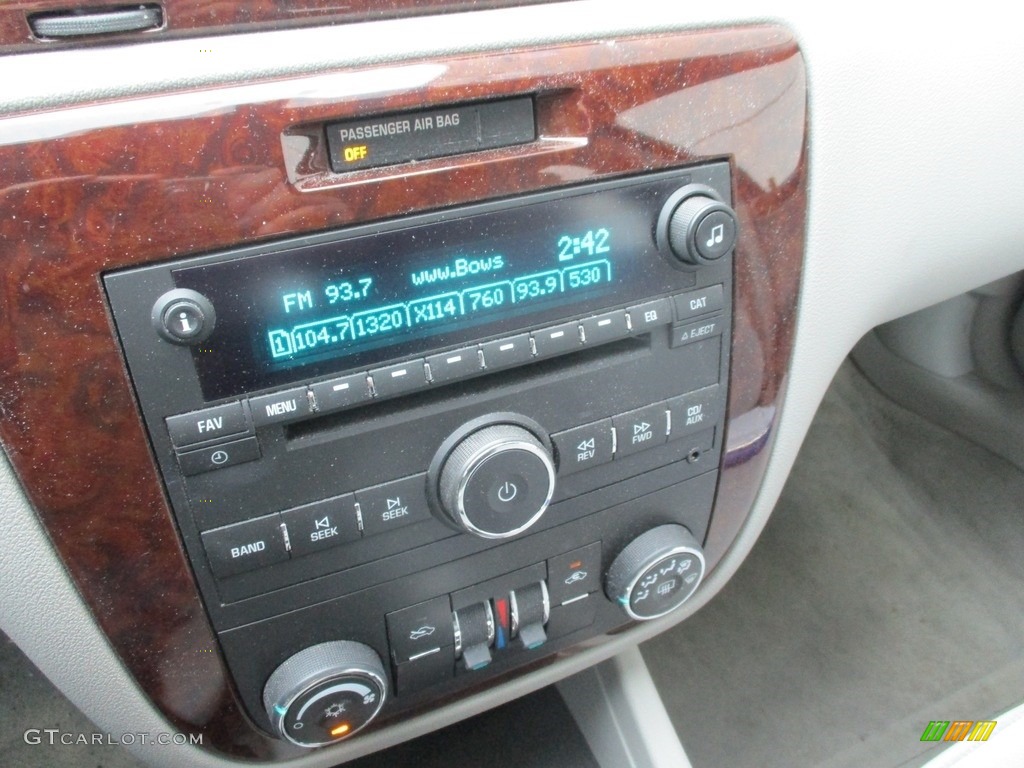 PASSENGER AIR BAG
OFF
2:42
FM 93.7 www.Bows
1 104.7 1320 X114 760 93.9 530
i
CAT
EJECT
MENU
EQ
FAV
REV
FWD
CD/
AUX
BAND
SEEK
SEEK
GTCARLOT.COM